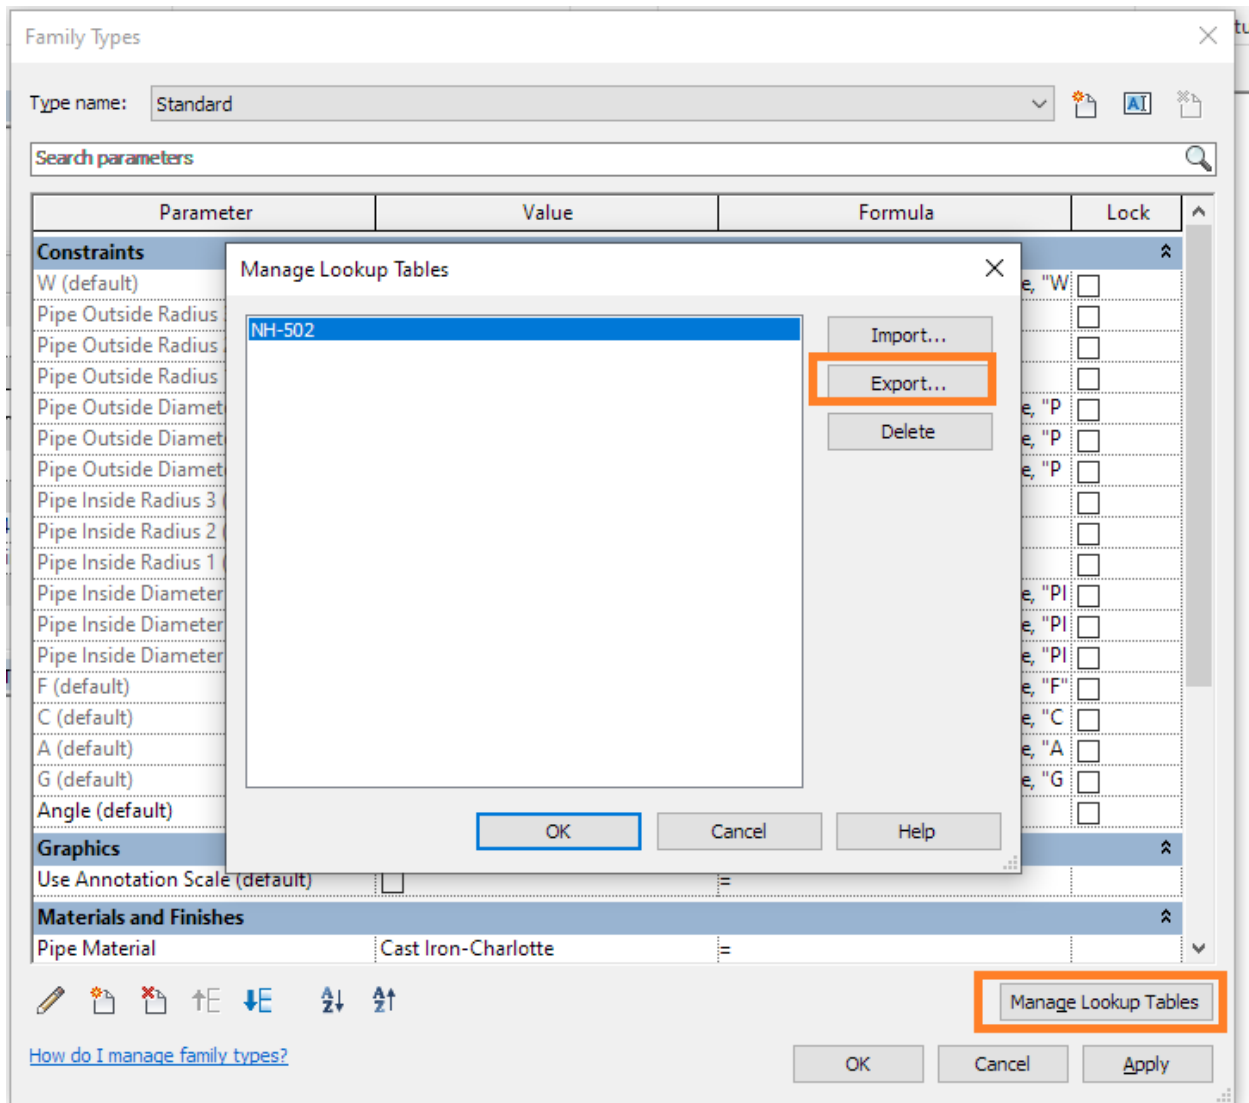 Family Types
tu
Type name: Standard
Search parameters
Parameter Value Formula Lock
Constraints
Manage Lookup Tables
W (default) e, "W
Pipe Outside Radius
NH-502
Import...
Pipe Outside Radius
Pipe Outside Radius
Export...
Pipe Outside Diamet e, "P
Delete
Pipe Outside Diamet e, "P
Pipe Outside Diamet e, "P
Pipe Inside Radius 3
Pipe Inside Radius 2
Pipe Inside Radius 1
Pipe Inside Diameter e, "PI
Pipe Inside Diameter e, "PI
Pipe Inside Diameter e, "PI
F (default) e, "F"
C (default) e, "C
A (default) e, "A
G (default) e, "G
Angle (default)
OK Cancel Help
Graphics
Use Annotation Scale (default) =
Materials and Finishes
Pipe Material Cast Iron-Charlotte =
Manage Lookup Tables
How do I manage family types?
OK Cancel Apply